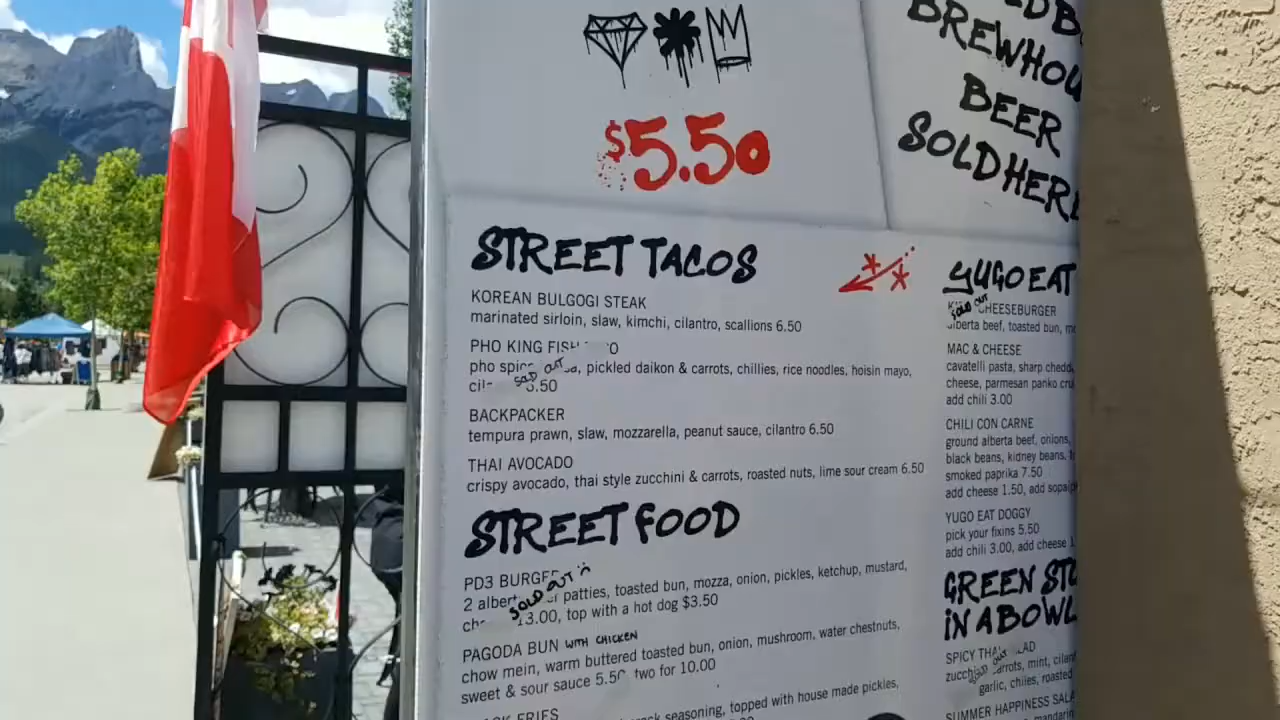 $5.50
BREWHOU
BEER
SOLD HERE
STREET TACOS
KOREAN BULGOGI STEAK
marinated sirloin, slaw, kimchi, cilantro, scallions 6.50
PHO KING FISH
SOLD OUT
pho spice, pickled daikon & carrots, chillies, rice noodles, hoisin mayo,
5.50
BACKPACKER
tempura prawn, slaw, mozzarella, peanut sauce, cilantro 6.50
THAI AVOCADO
crispy avocado, thai style zucchini & carrots, roasted nuts, lime sour cream 6.50
STREET FOOD
PD3 BURGER
SOLD OUT
2 albert patties, toasted bun, mozza, onion, pickles, ketchup, mustard,
13.00, top with a hot dog $3.50
PAGODA BUN WITH CHICKEN
chow mein, warm buttered toasted bun, onion, mushroom, water chestnuts,
sweet & sour sauce 5.50 two for 10.00
FRIES
seasoning, topped with house made pickles,
YUGO EAT
SOLD OUT
CHEESEBURGER
alberta beef, toasted bun,
MAC & CHEESE
cavatelli pasta, sharp chedd
cheese, parmesan panko cru
add chili 3.00
CHILI CON CARNE
ground alberta beef, onions,
black beans, kidney beans,
smoked paprika 7.50
add cheese 1.50, add sopa
YUGO EAT DOGGY
pick your fixins 5.50
add chili 3.00, add cheese 1
GREEN ST
IN A BOWL
SPICY THAI
SOLD OUT
zucchini carrots, mint, cilan
garlic, chiles, roasted
SUMMER HAPPINESS SALA
mandarin